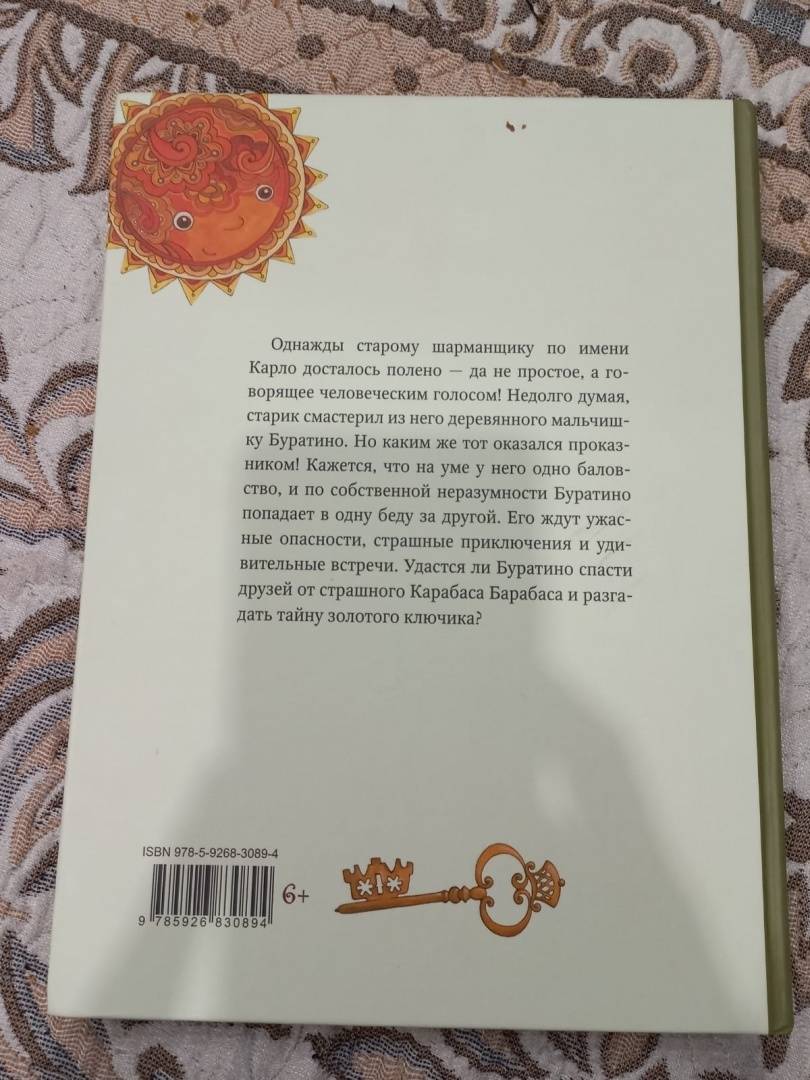 Однажды старому шарманщику по имени
Карло досталось полено — да не простое, а го-
ворящее человеческим голосом! Недолго думая,
старик смастерил из него деревянного мальчиш-
ку Буратино. Но каким же тот оказался проказ-
ником! Кажется, что на уме у него одно балов-
ство, и по собственной неразумности Буратино
попадает в одну беду за другой. Его ждут ужас-
ные опасности, страшные приключения и уди-
вительные встречи. Удастся ли Буратино спасти
друзей от страшного Карабаса Барабаса и разга-
дать тайну золотого ключика?
ISBN 978-5-9268-3089-4
9 785926 830894
6+